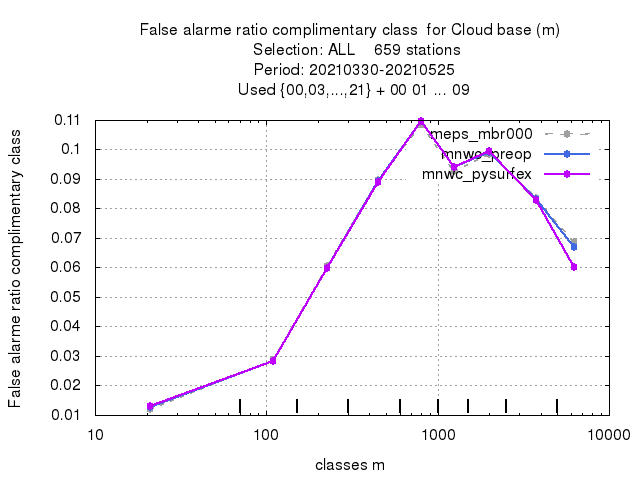 False alarme ratio complimentary class  for Cloud base (m)
Selection: ALL    659 stations
Period: 20210330-20210525
Used {00,03,...,21} + 00 01 ... 09
False alarme ratio complimentary class
0.11
0.1
0.09
0.08
0.07
0.06
0.05
0.04
0.03
0.02
0.01
meps_mbr000
mnwc_preop
mnwc_pysurfex
10 100 1000 10000
classes m